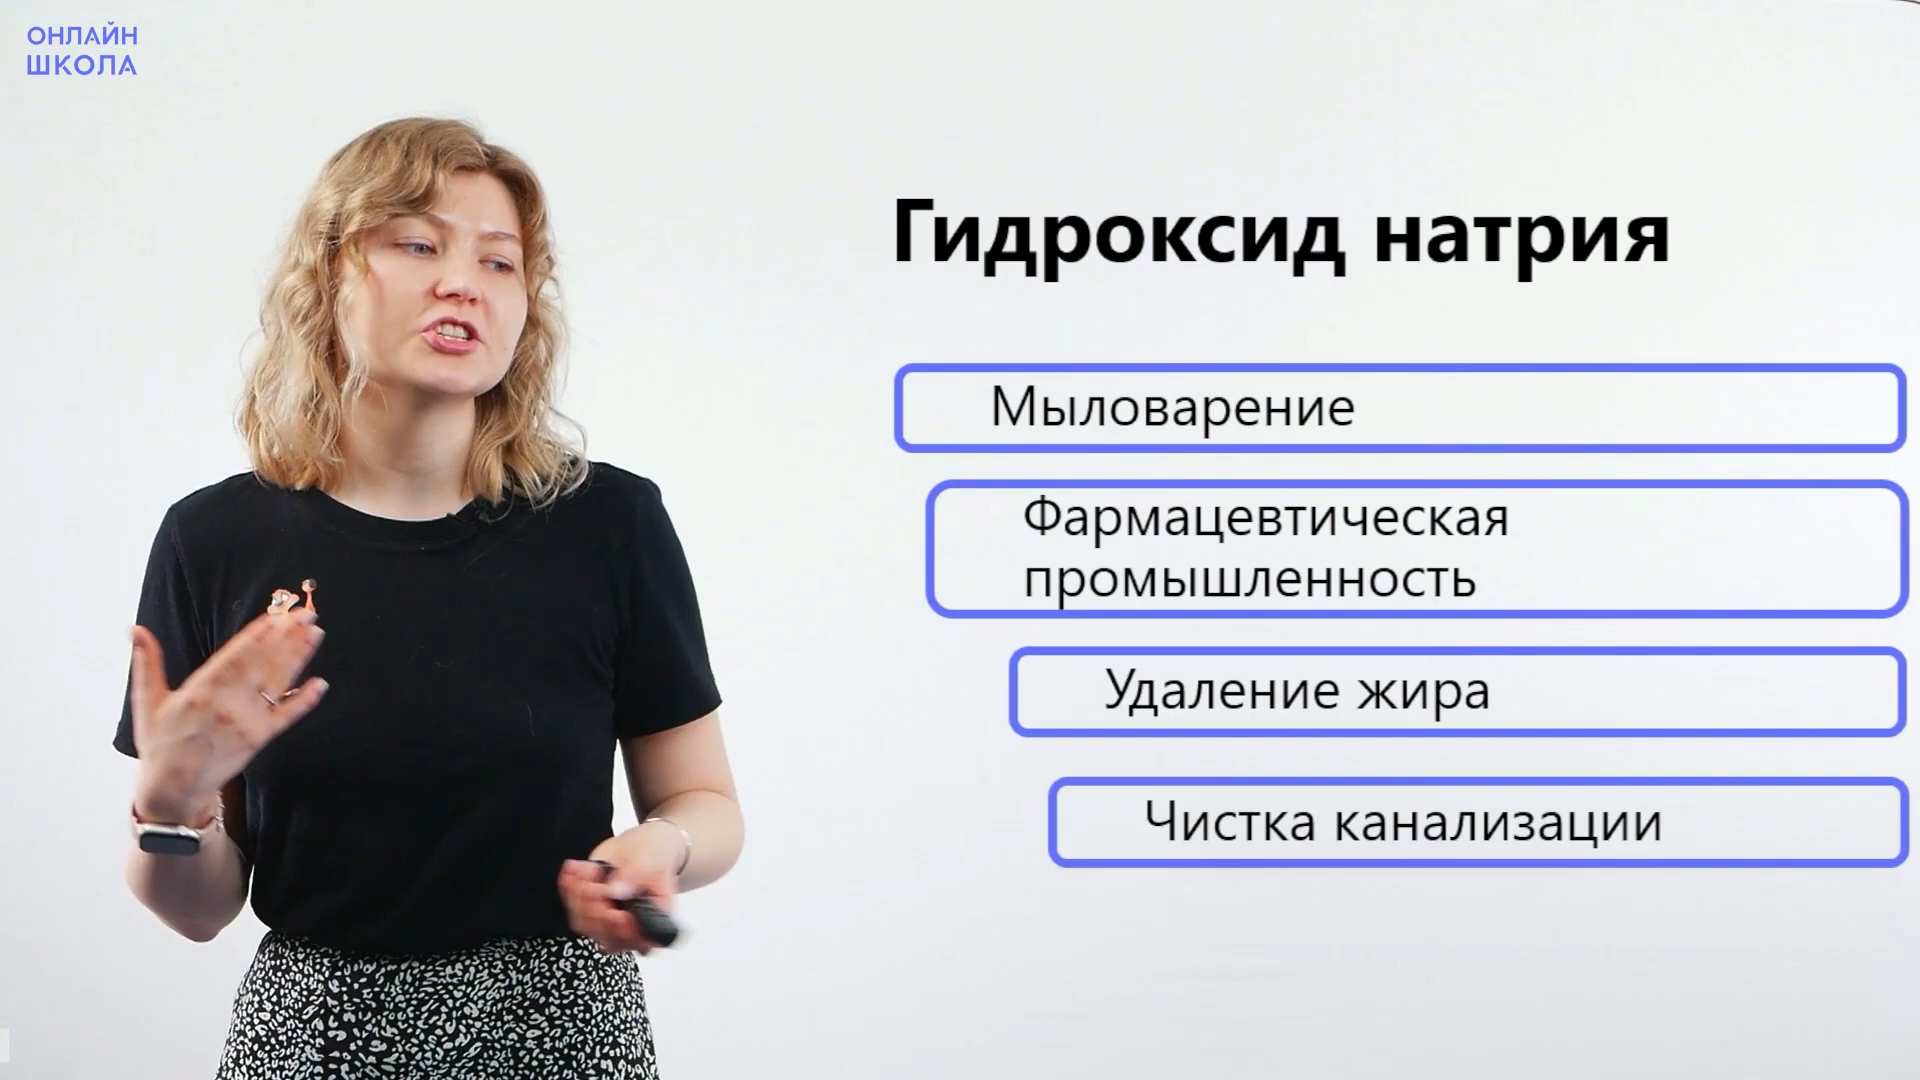 ОНЛАЙН
ШКОЛА
Гидроксид натрия
Мыловарение
Фармацевтическая
промышленность
Удаление жира
Чистка канализации